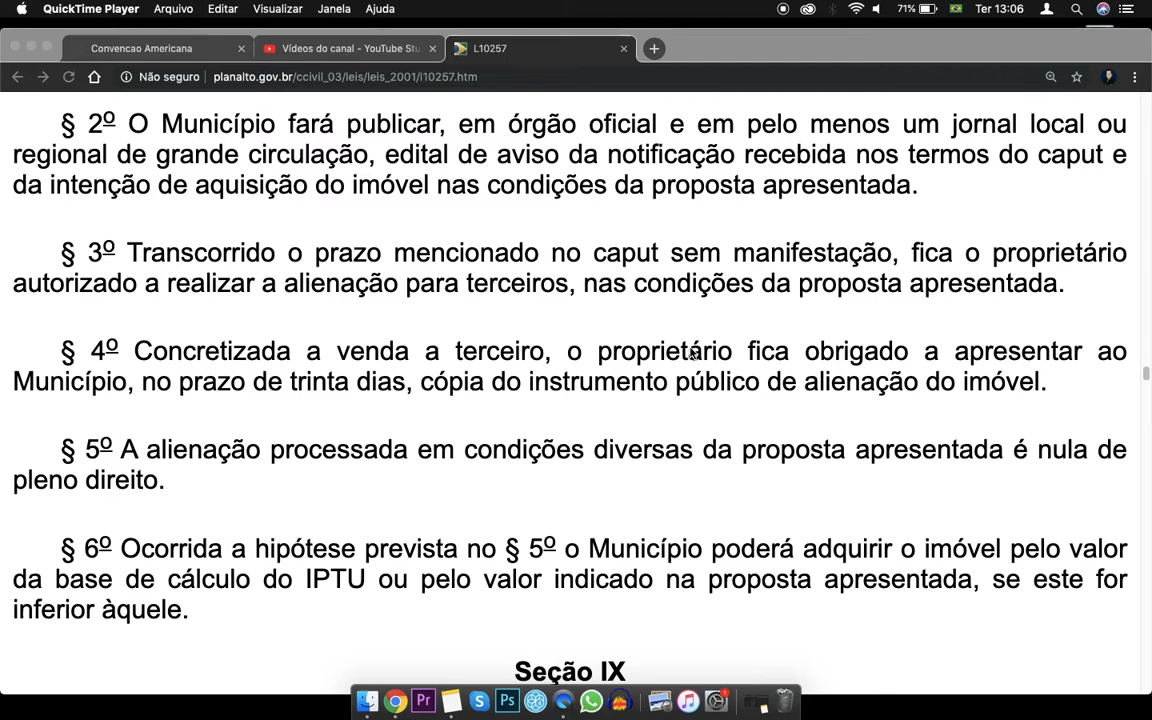 QuickTime Player Arquivo Editar Visualizar Janela Ajuda 71% Ter 13:06
Convencao Americana Vídeos do canal - YouTube Stu L10257
Não seguro planalto.gov.br/ccivil_03/leis/leis_2001/l10257.htm
§ 2º O Município fará publicar, em órgão oficial e em pelo menos um jornal local ou
regional de grande circulação, edital de aviso da notificação recebida nos termos do caput e
da intenção de aquisição do imóvel nas condições da proposta apresentada.
§ 3º Transcorrido o prazo mencionado no caput sem manifestação, fica o proprietário
autorizado a realizar a alienação para terceiros, nas condições da proposta apresentada.
§ 4º Concretizada a venda a terceiro, o proprietário fica obrigado a apresentar ao
Município, no prazo de trinta dias, cópia do instrumento público de alienação do imóvel.
§ 5º A alienação processada em condições diversas da proposta apresentada é nula de
pleno direito.
§ 6º Ocorrida a hipótese prevista no § 5º o Município poderá adquirir o imóvel pelo valor
da base de cálculo do IPTU ou pelo valor indicado na proposta apresentada, se este for
inferior àquele.
Seção IX
Pr Ps